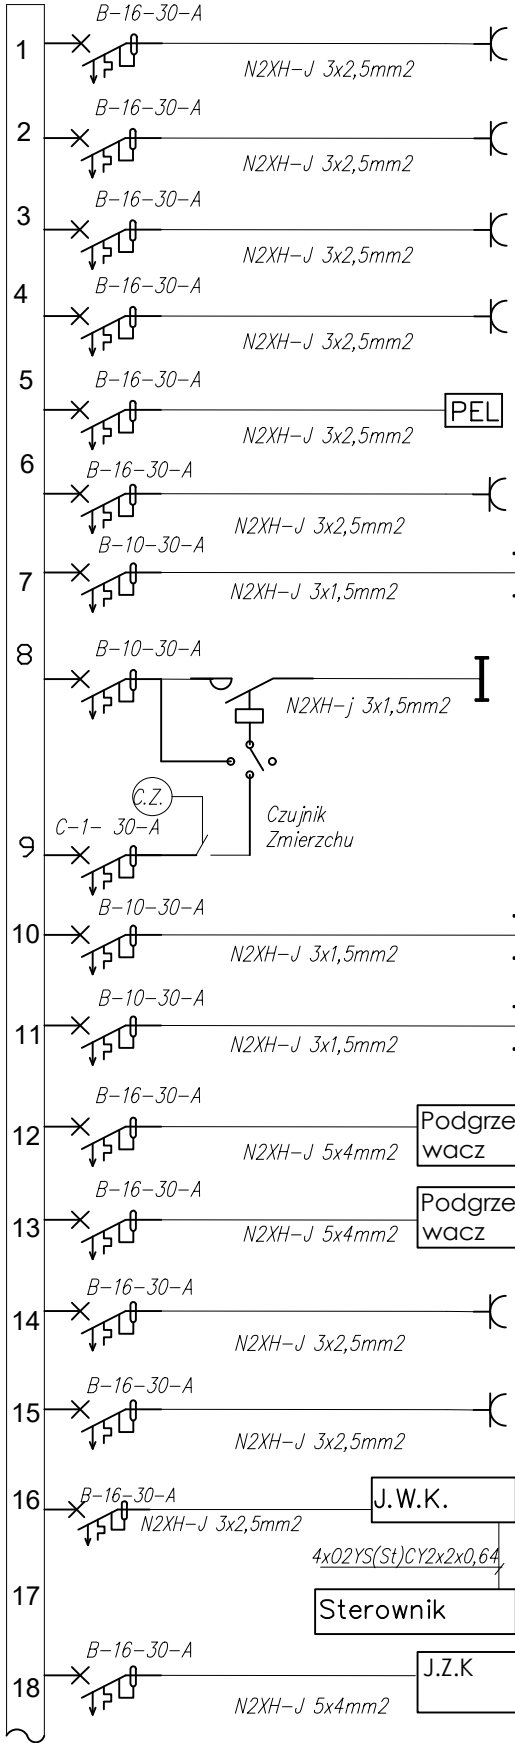 B-16-30-A
1
N2XH-J 3x2,5mm2
B-16-30-A
2
N2XH-J 3x2,5mm2
B-16-30-A
3
N2XH-J 3x2,5mm2
B-16-30-A
4
N2XH-J 3x2,5mm2
B-16-30-A
5
PEL
N2XH-J 3x2,5mm2
B-16-30-A
6
N2XH-J 3x2,5mm2
B-10-30-A
7
N2XH-J 3x1,5mm2
B-10-30-A
8
N2XH-j 3x1,5mm2
C.Z.
Czujnik
Zmierzchu
C-1- 30-A
9
B-10-30-A
10
N2XH-J 3x1,5mm2
B-10-30-A
11
N2XH-J 3x1,5mm2
B-16-30-A
12
Podgrze
wacz
N2XH-J 5x4mm2
B-16-30-A
13
Podgrze
wacz
N2XH-J 5x4mm2
B-16-30-A
14
N2XH-J 3x2,5mm2
B-16-30-A
15
N2XH-J 3x2,5mm2
B-16-30-A
16
J.W.K.
N2XH-J 3x2,5mm2
4x02YS(St)CY2x2x0,64
17
Sterownik
B-16-30-A
18
J.Z.K
N2XH-J 5x4mm2